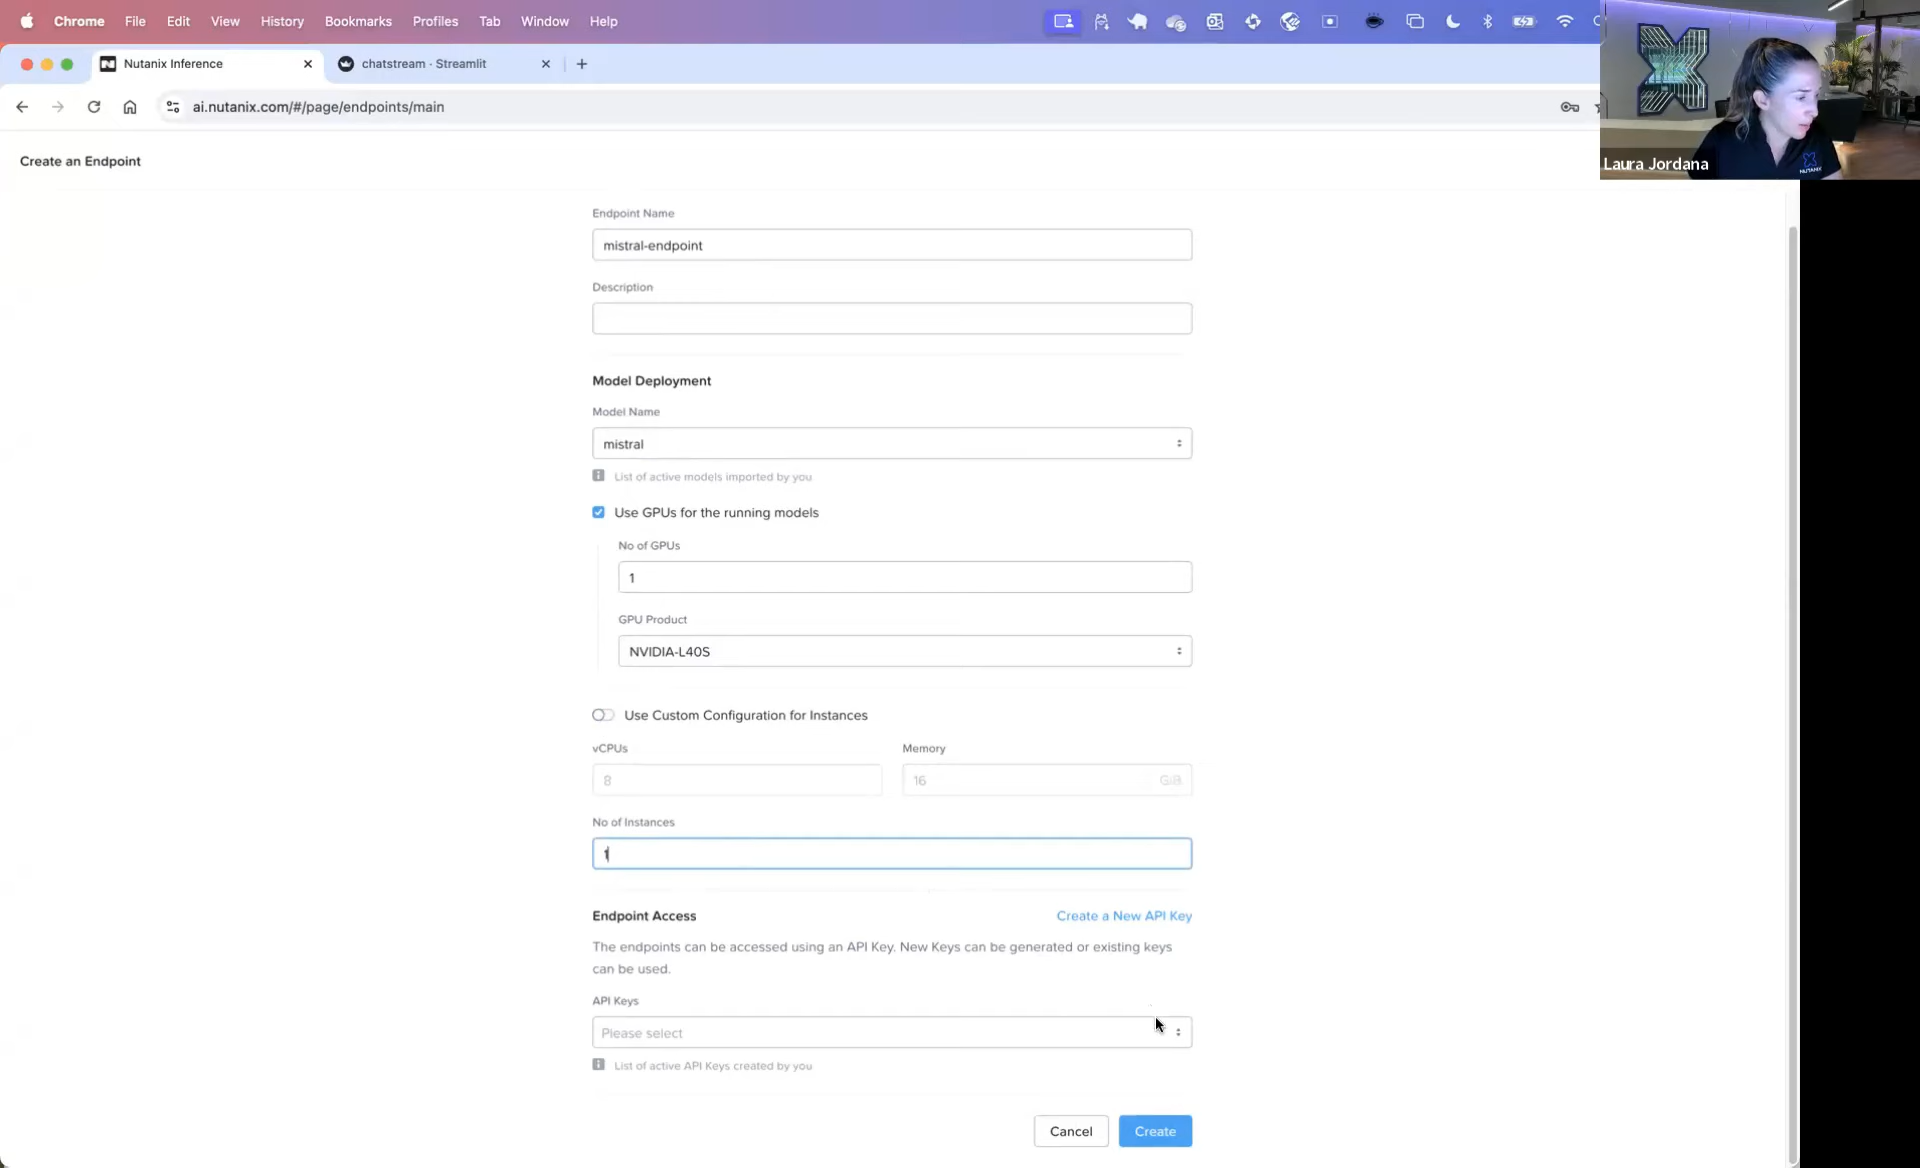 Chrome File Edit View History Bookmarks Profiles Tab Window Help
Nutanix Inference
chatstream · Streamlit
ai.nutanix.com/#/page/endpoints/main
Laura Jordana
NUTANIX
Create an Endpoint
Endpoint Name
mistral-endpoint
Description
Model Deployment
Model Name
mistral
List of active models imported by you
Use GPUs for the running models
No of GPUs
1
GPU Product
NVIDIA-L40S
Use Custom Configuration for Instances
vCPUs Memory
8 16 GiB
No of Instances
1
Endpoint Access Create a New API Key
The endpoints can be accessed using an API Key. New Keys can be generated or existing keys
can be used.
API Keys
Please select
List of active API Keys created by you
Cancel Create